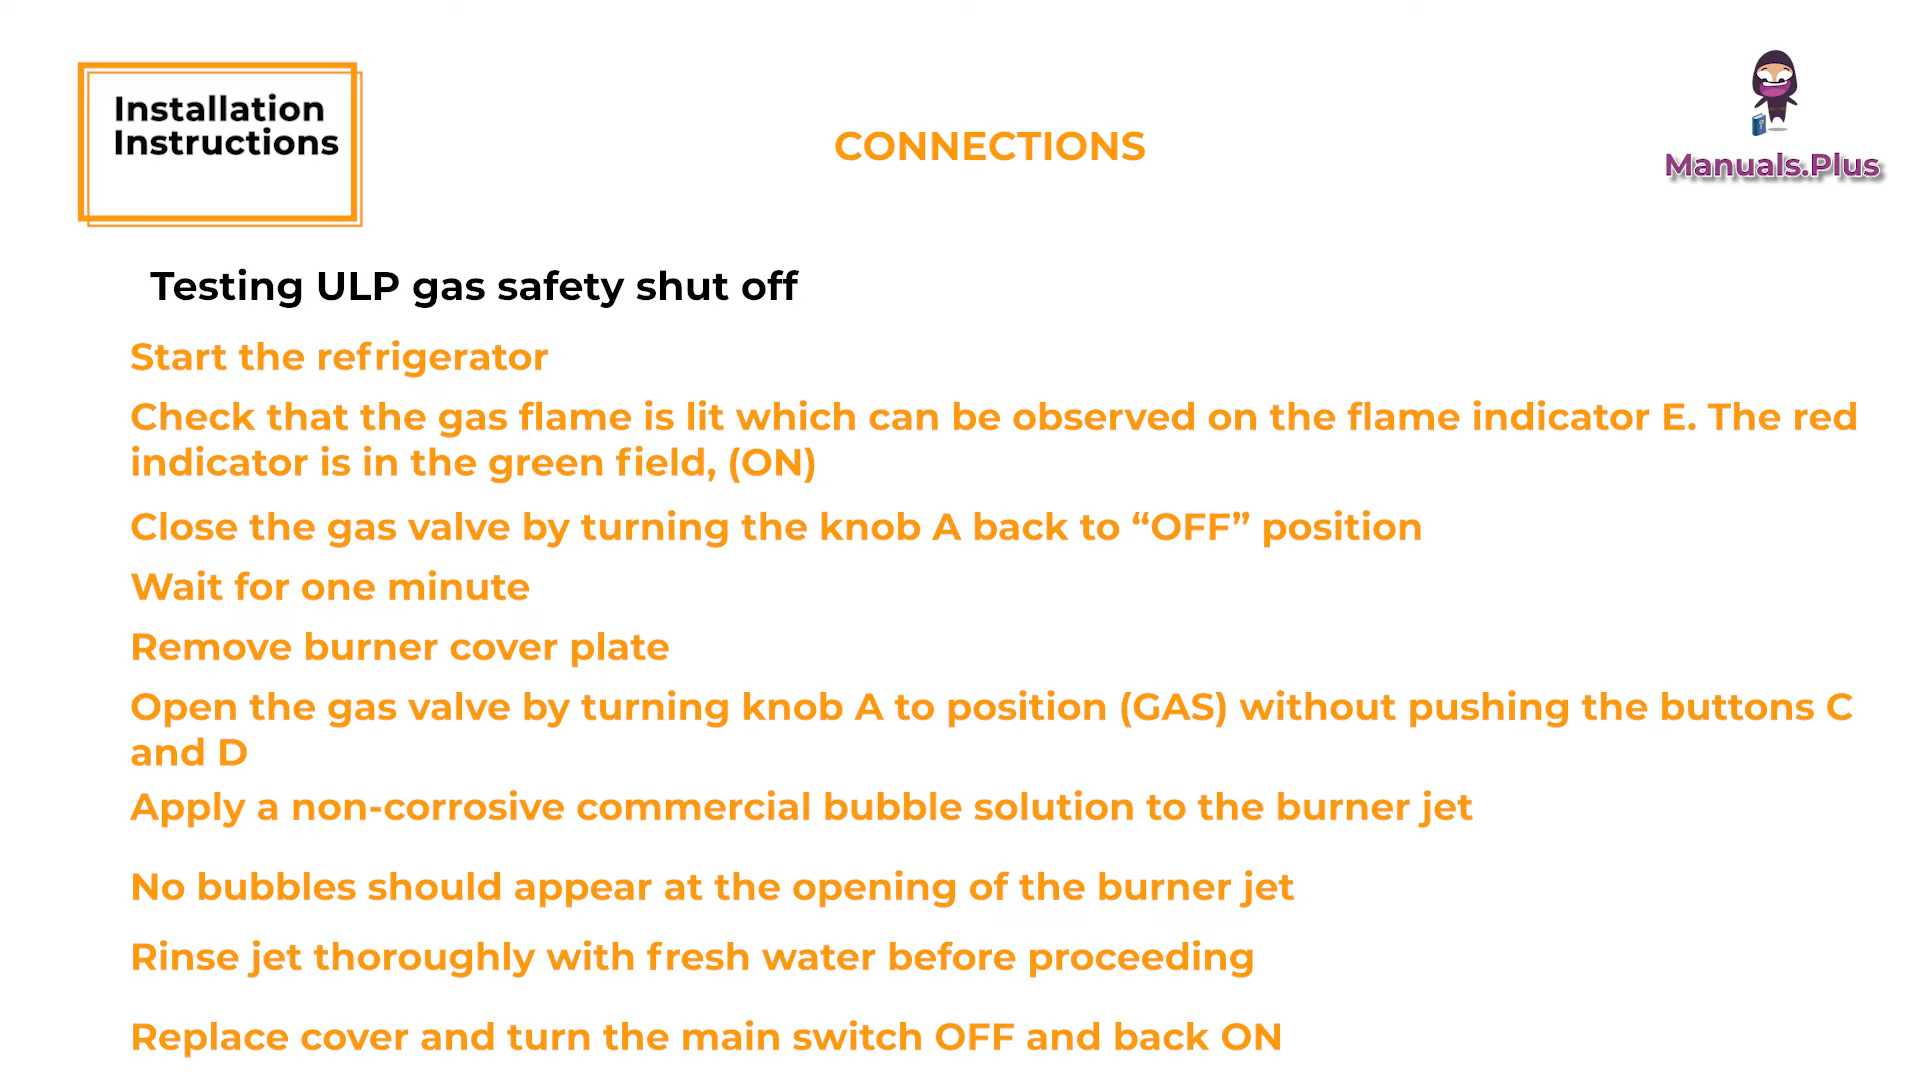 Installation
Instructions
CONNECTIONS
Manuals.Plus
Testing ULP gas safety shut off
Start the refrigerator
Check that the gas flame is lit which can be observed on the flame indicator E. The red
indicator is in the green field, (ON)
Close the gas valve by turning the knob A back to “OFF” position
Wait for one minute
Remove burner cover plate
Open the gas valve by turning knob A to position (GAS) without pushing the buttons C
and D
Apply a non-corrosive commercial bubble solution to the burner jet
No bubbles should appear at the opening of the burner jet
Rinse jet thoroughly with fresh water before proceeding
Replace cover and turn the main switch OFF and back ON